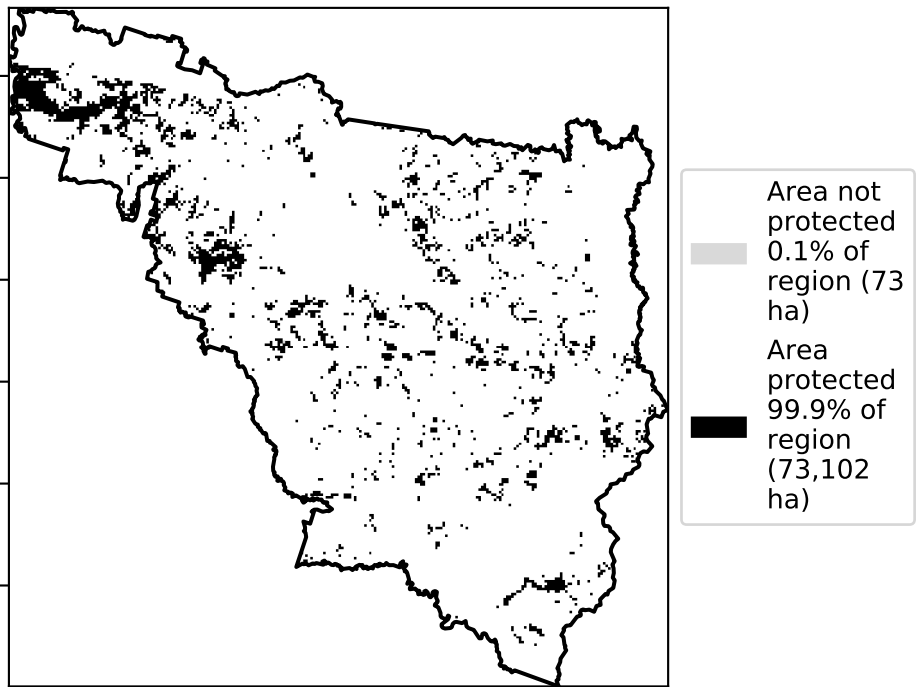 Area not
protected
0.1% of
region (73
ha)
Area
protected
99.9% of
region
(73,102
ha)